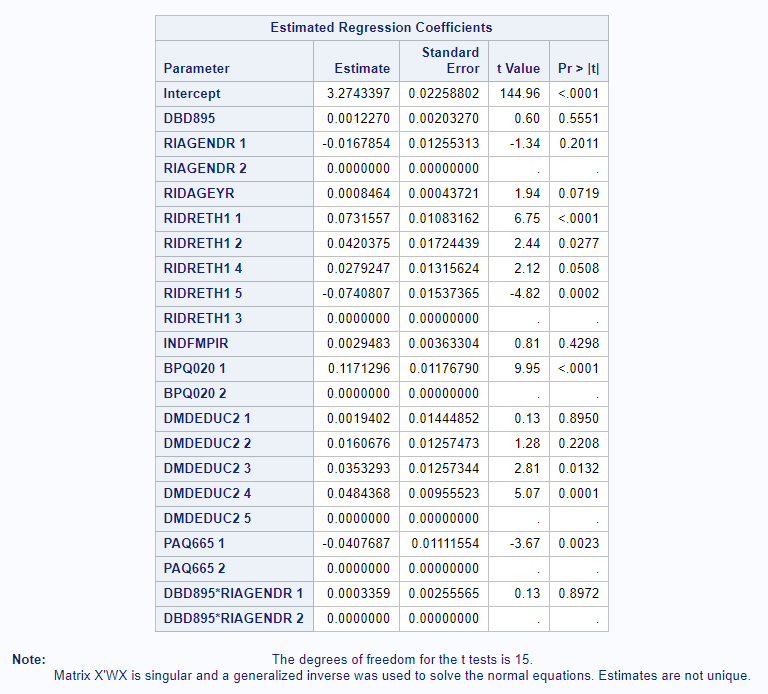 Estimated Regression Coefficients
Parameter Estimate Standard Error t Value Pr > |t|
Intercept 3.2743397 0.02258802 144.96 <.0001
DBD895 0.0012270 0.00203270 0.60 0.5551
RIAGENDR 1 -0.0167854 0.01255313 -1.34 0.2011
RIAGENDR 2 0.0000000 0.00000000 . .
RIDAGEYR 0.0008464 0.00043721 1.94 0.0719
RIDRETH1 1 0.0731557 0.01083162 6.75 <.0001
RIDRETH1 2 0.0420375 0.01724439 2.44 0.0277
RIDRETH1 4 0.0279247 0.01315624 2.12 0.0508
RIDRETH1 5 -0.0740807 0.01537365 -4.82 0.0002
RIDRETH1 3 0.0000000 0.00000000 . .
INDFMPIR 0.0029483 0.00363304 0.81 0.4298
BPQ020 1 0.1171296 0.01176790 9.95 <.0001
BPQ020 2 0.0000000 0.00000000 . .
DMDEDUC2 1 0.0019402 0.01444852 0.13 0.8950
DMDEDUC2 2 0.0160676 0.01257473 1.28 0.2208
DMDEDUC2 3 0.0353293 0.01257344 2.81 0.0132
DMDEDUC2 4 0.0484368 0.00955523 5.07 0.0001
DMDEDUC2 5 0.0000000 0.00000000 . .
PAQ665 1 -0.0407687 0.01111554 -3.67 0.0023
PAQ665 2 0.0000000 0.00000000 . .
DBD895*RIAGENDR 1 0.0003359 0.00255565 0.13 0.8972
DBD895*RIAGENDR 2 0.0000000 0.00000000 . .
Note: The degrees of freedom for the t tests is 15.
Matrix X'WX is singular and a generalized inverse was used to solve the normal equations. Estimates are not unique.